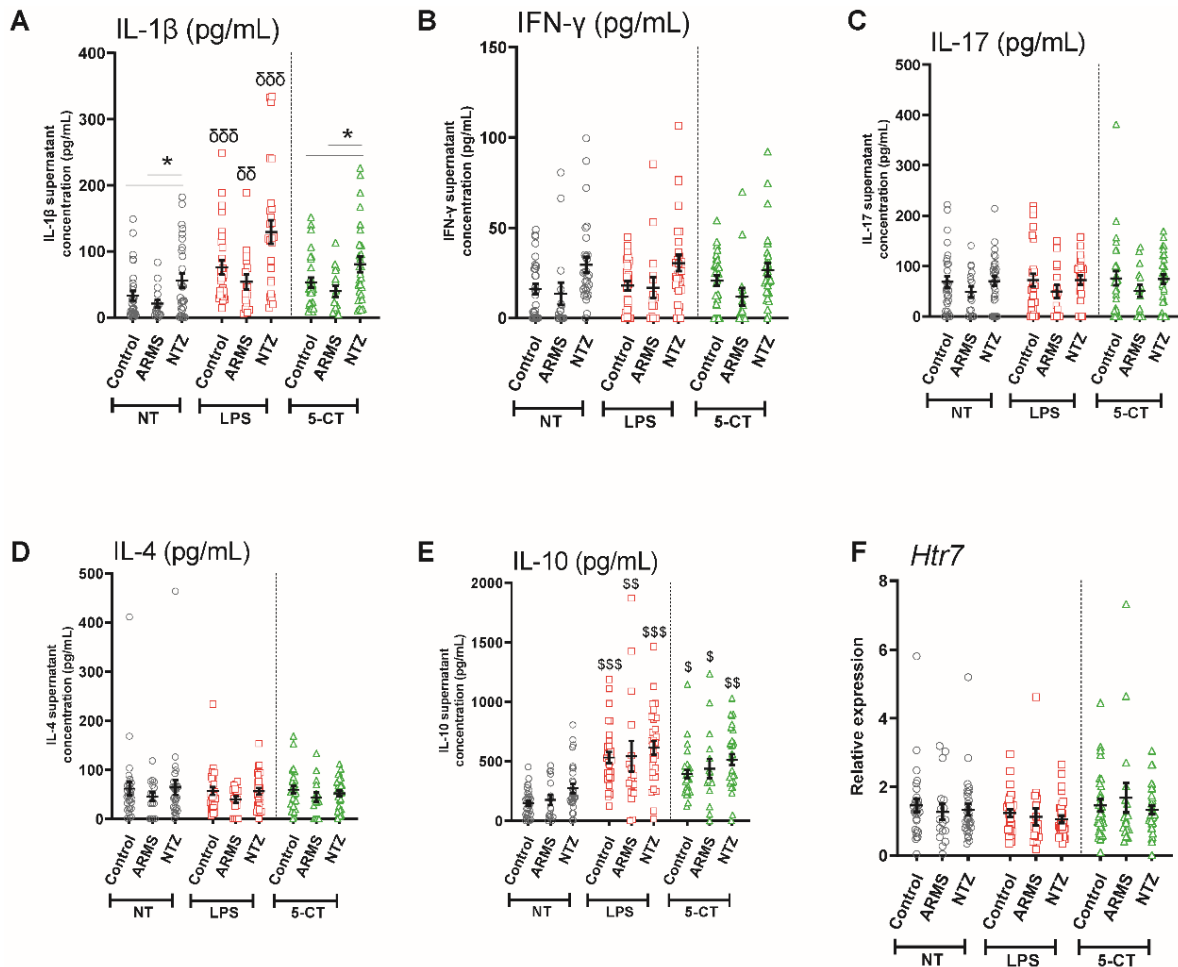 A
IL-1β (pg/mL)
IL-1β supernatant
concentration (pg/mL)
400
300
200
100
0
δδδ
δδ
δδδ
*
*
Control
ARMS
NTZ
Control
ARMS
NTZ
Control
ARMS
NTZ
NT
LPS
5-CT
B
IFN-γ (pg/mL)
IFN-γ supernatant
concentration (pg/mL)
150
100
50
0
Control
ARMS
NTZ
Control
ARMS
NTZ
Control
ARMS
NTZ
NT
LPS
5-CT
C
IL-17 (pg/mL)
IL-17 supernatant
concentration (pg/mL)
500
400
300
200
100
0
Control
ARMS
NTZ
Control
ARMS
NTZ
Control
ARMS
NTZ
NT
LPS
5-CT
D
IL-4 (pg/mL)
IL-4 supernatant
concentration (pg/mL)
500
400
300
200
100
0
Control
ARMS
NTZ
Control
ARMS
NTZ
Control
ARMS
NTZ
NT
LPS
5-CT
E
IL-10 (pg/mL)
IL-10 supernatant
concentration (pg/mL)
2000
1500
1000
500
0
$$$
$$
$$$
$
$
$$
Control
ARMS
NTZ
Control
ARMS
NTZ
Control
ARMS
NTZ
NT
LPS
5-CT
F
Htr7
Relative expression
8
6
4
2
0
Control
ARMS
NTZ
Control
ARMS
NTZ
Control
ARMS
NTZ
NT
LPS
5-CT